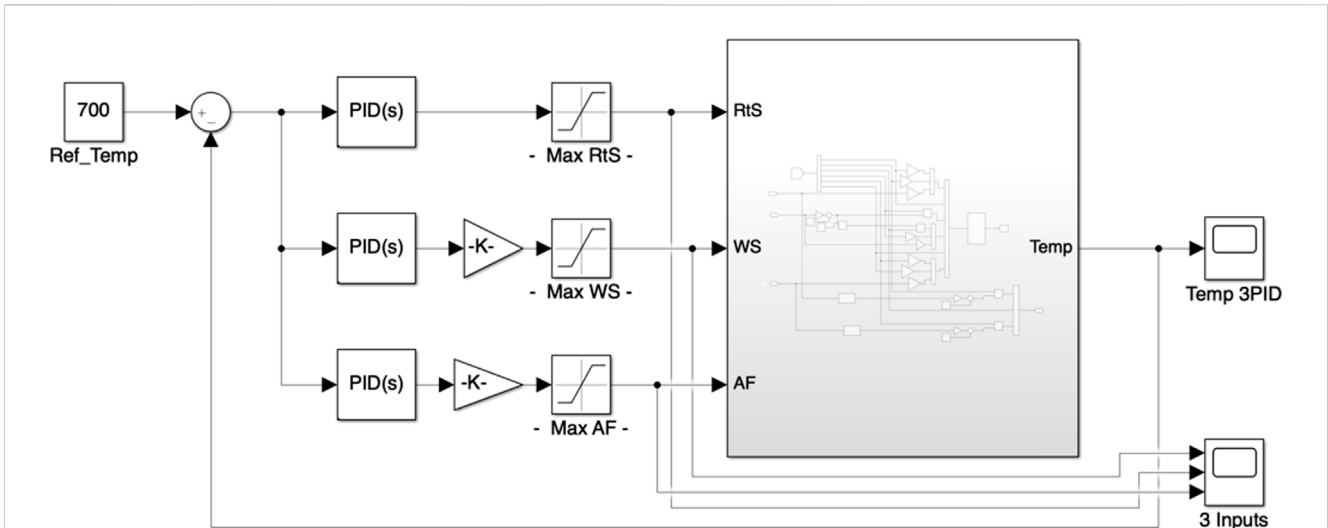 700
+
_
Ref_Temp
PID(s)
- Max RtS -
RtS
PID(s)
-K-
- Max WS -
WS
Temp
Temp 3PID
PID(s)
-K-
- Max AF -
AF
3 Inputs